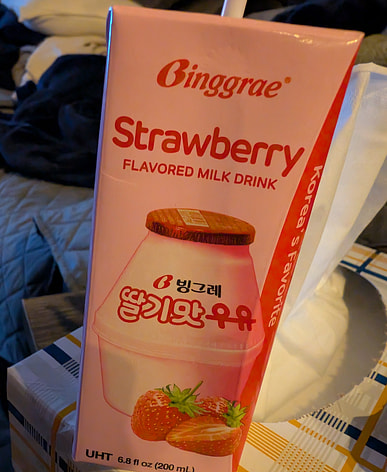 Binggrae®
Strawberry
FLAVORED MILK DRINK
Korea's Favorite
빙그레
딸기맛우유
UHT 6.8 fl oz (200 mL)